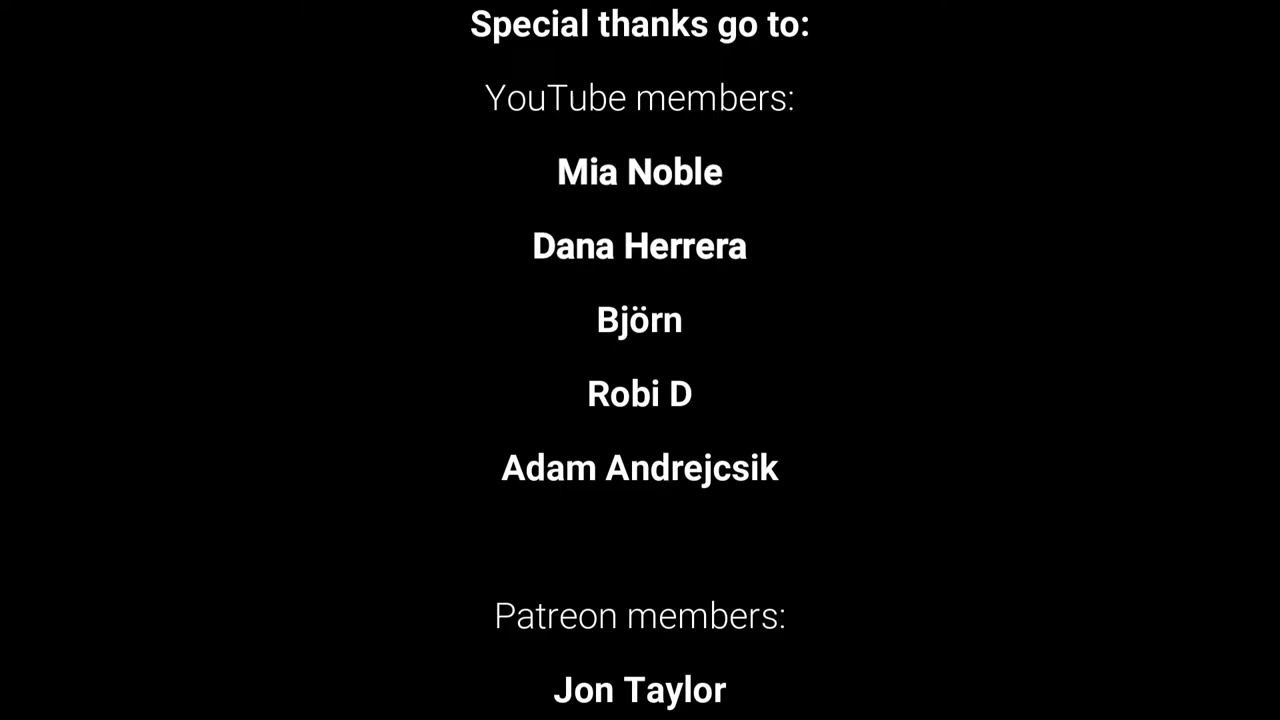 Special thanks go to:
YouTube members:
Mia Noble
Dana Herrera
Björn
Robi D
Adam Andrejcsik
Patreon members:
Jon Taylor